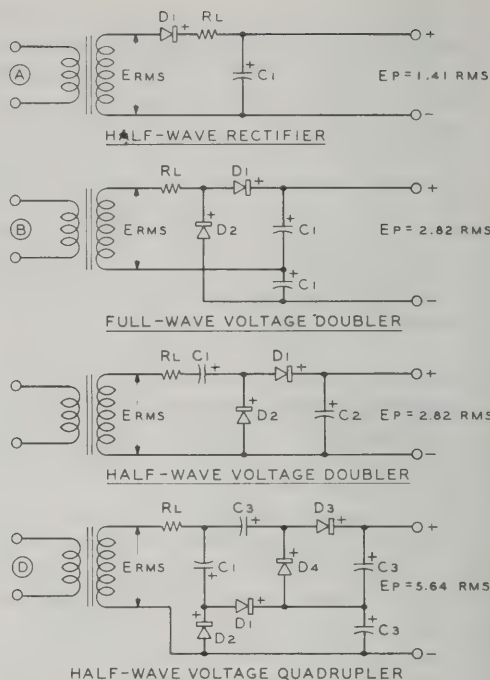 D1 + RL
A ERMS + C1 + EP = 1.41 RMS −
HALF-WAVE RECTIFIER
RL D1 +
B ERMS + D2 + C1 + C1 + EP = 2.82 RMS −
FULL-WAVE VOLTAGE DOUBLER
RL C1 + D1 +
ERMS + D2 + C2 + EP = 2.82 RMS −
HALF-WAVE VOLTAGE DOUBLER
RL C3 + D3 +
D ERMS C1 + + D4 + C3 + EP = 5.64 RMS
+ D2 D1 + + C3 −
HALF-WAVE VOLTAGE QUADRUPLER